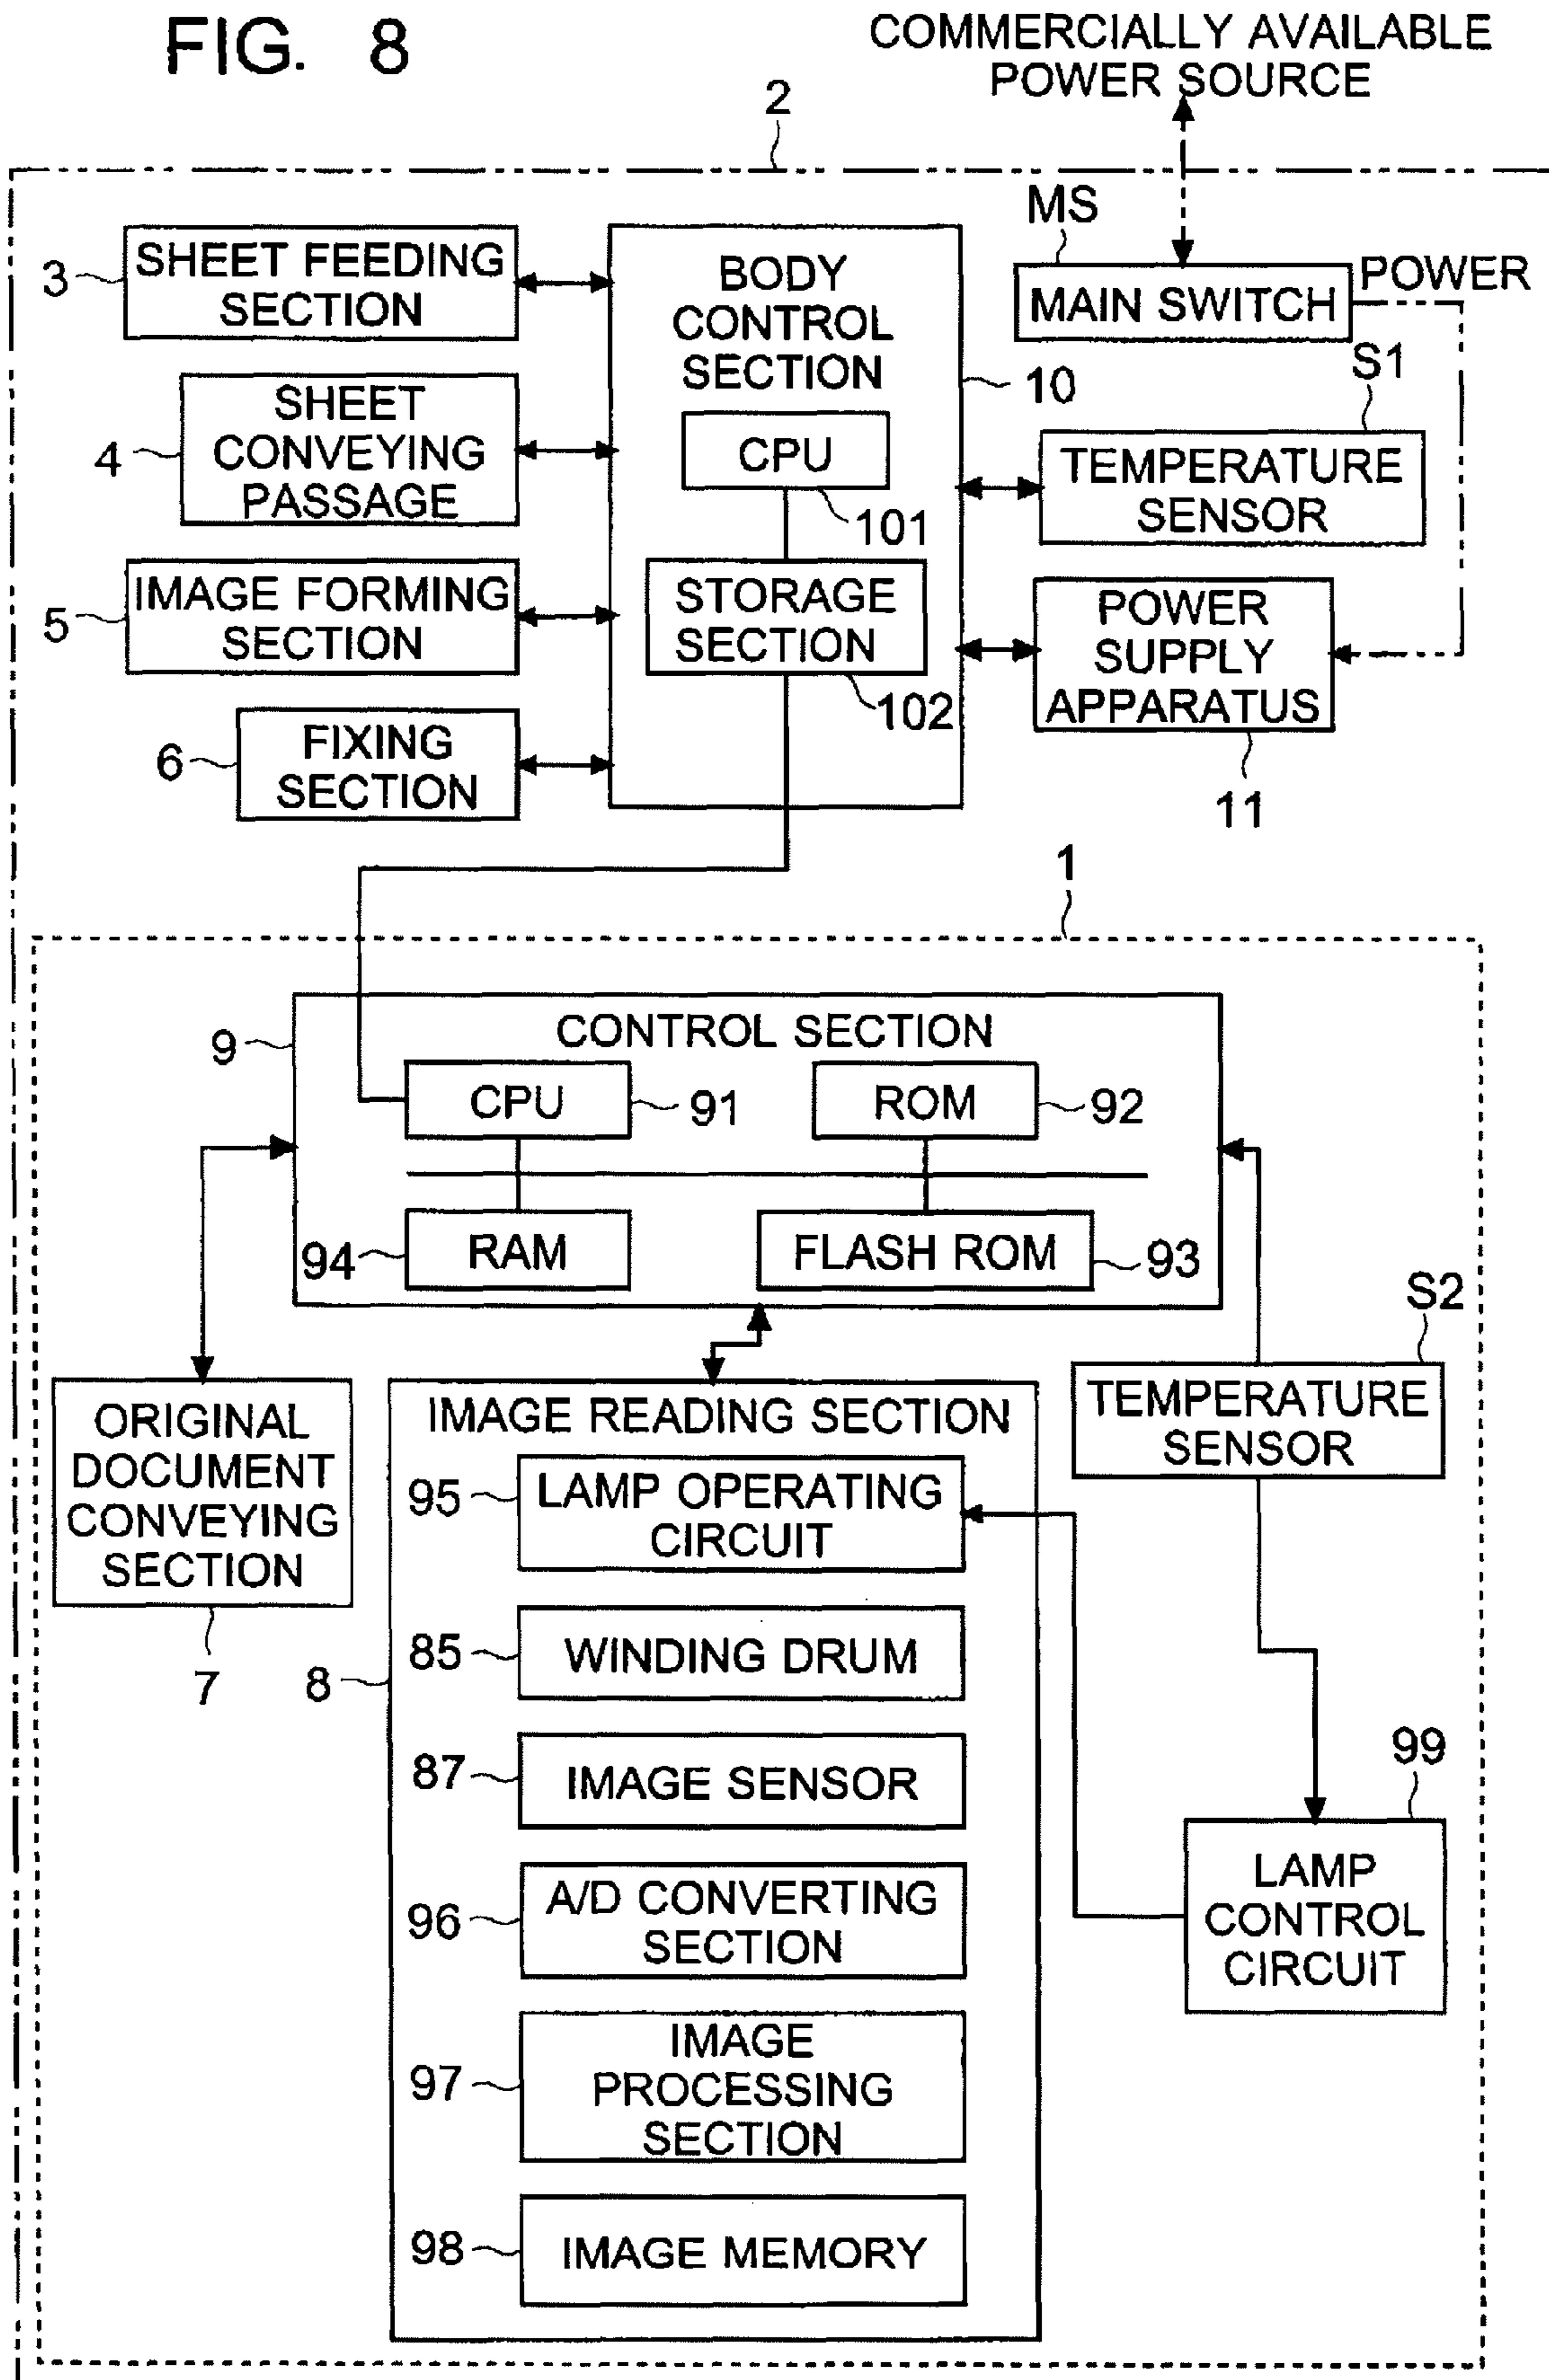 FIG. 8
COMMERCIALLY AVAILABLE
POWER SOURCE
2
MS
MAIN SWITCH
POWER
3
SHEET FEEDING
SECTION
4
SHEET
CONVEYING
PASSAGE
5
IMAGE FORMING
SECTION
6
FIXING
SECTION
BODY
CONTROL
SECTION
10
CPU
101
STORAGE
SECTION
102
S1
TEMPERATURE
SENSOR
POWER
SUPPLY
APPARATUS
11
1
9
CONTROL SECTION
CPU
91
ROM
92
94
RAM
FLASH ROM
93
S2
TEMPERATURE
SENSOR
ORIGINAL
DOCUMENT
CONVEYING
SECTION
7
8
IMAGE READING SECTION
95
LAMP OPERATING
CIRCUIT
85
WINDING DRUM
87
IMAGE SENSOR
96
A/D CONVERTING
SECTION
97
IMAGE
PROCESSING
SECTION
98
IMAGE MEMORY
99
LAMP
CONTROL
CIRCUIT